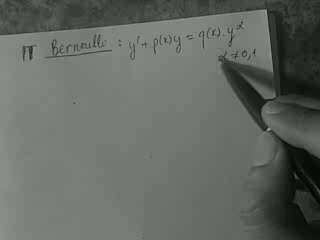 II Bernoulli : y' + p(x)y = q(x).y^α
α ≠ 0,1